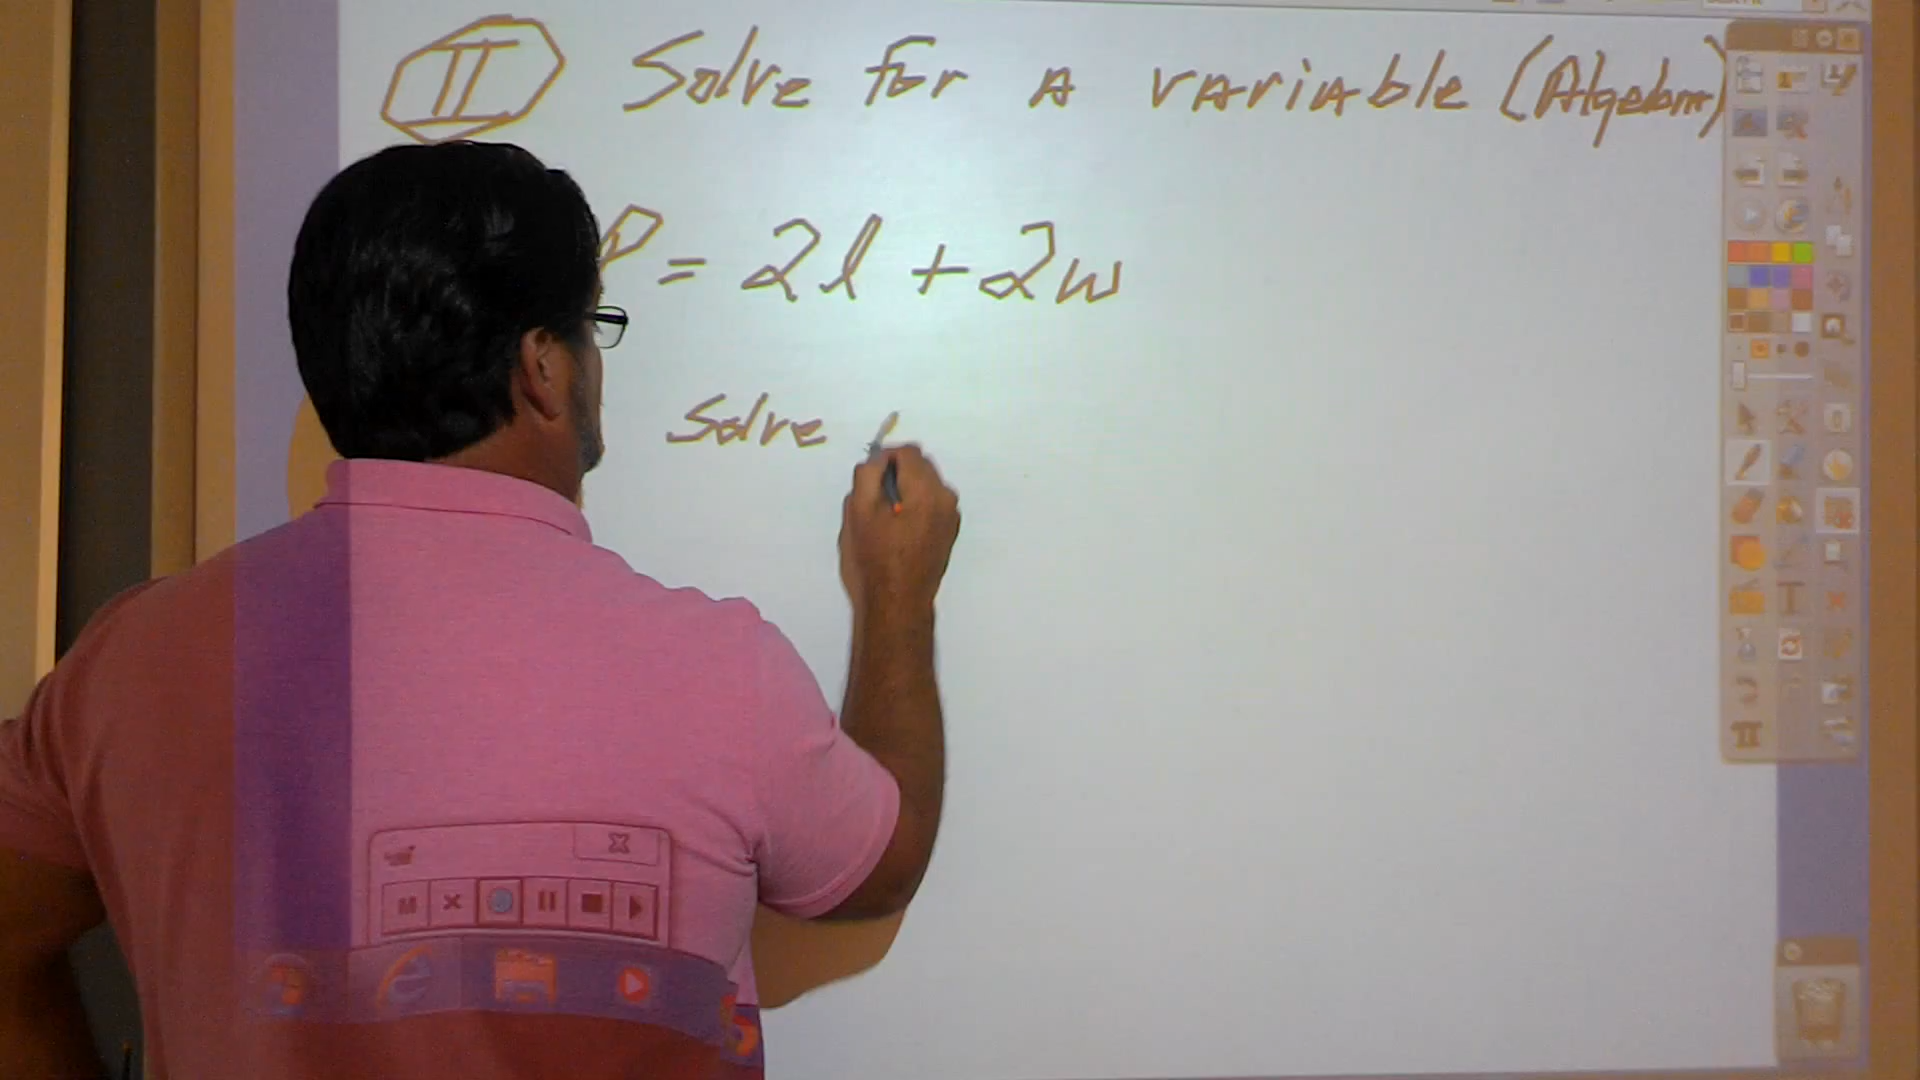 II Solve for a variable (Algebra)
P = 2l + 2w
Solve